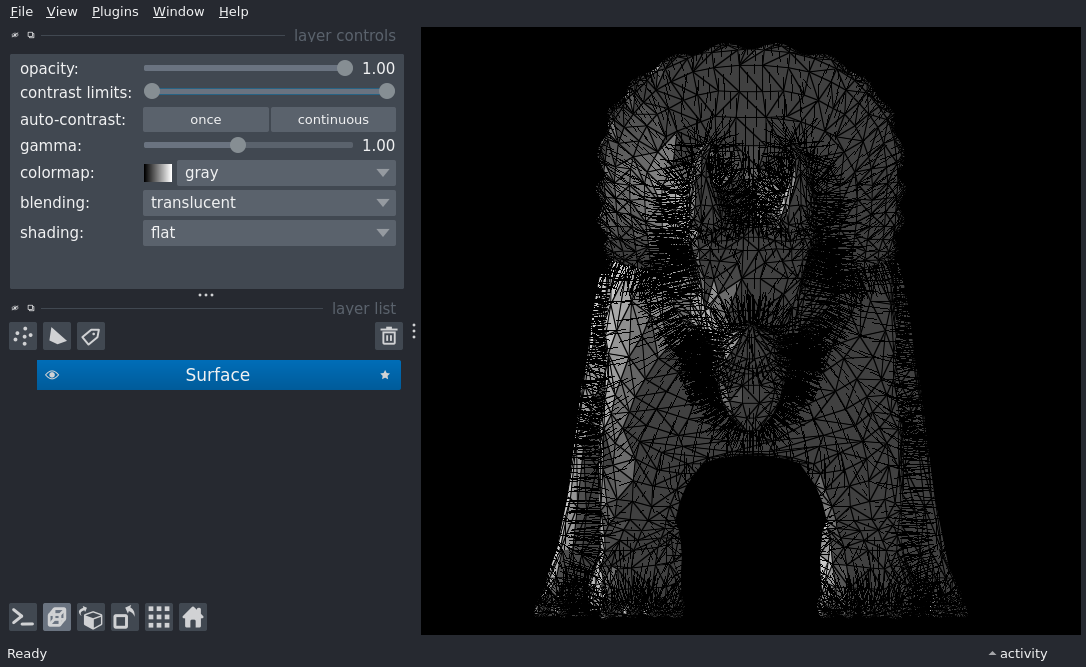 File View Plugins Window Help
layer controls
opacity: 1.00
contrast limits:
auto-contrast: once continuous
gamma: 1.00
colormap: gray
blending: translucent
shading: flat
layer list
Surface
Ready activity